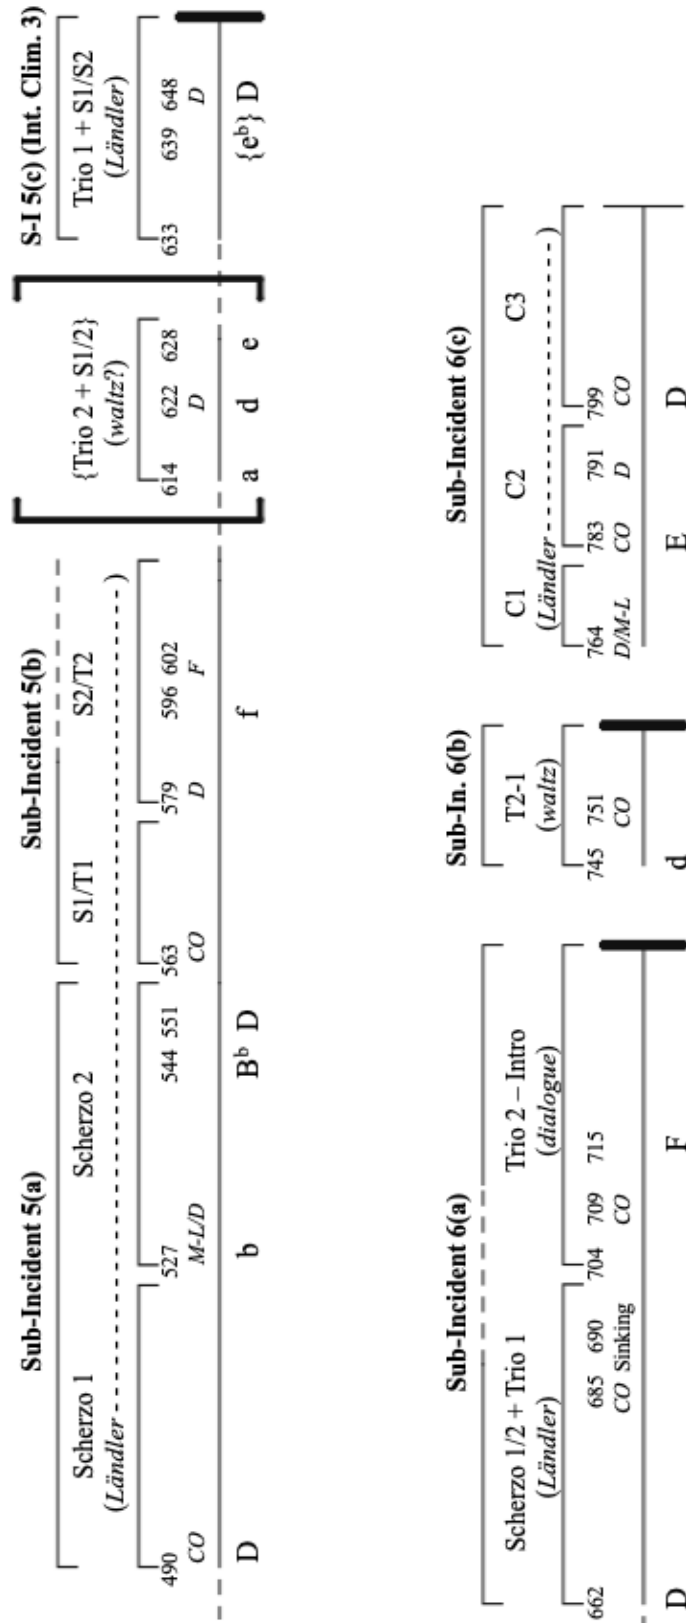 Sub-Incident 5(a) Sub-Incident 5(b) S-I 5(c) (Int. Clim. 3)
Scherzo 1 Scherzo 2 S1/T1 S2/T2 {Trio 2 + S1/2} Trio 1 + S1/S2
(Ländler ) (waltz?) (Ländler)
490 527 544 551 563 579 596 602 614 622 628 633 639 648
CO M-L/D CO D F D D
D b B♭ D f a d e {e♭} D
Sub-Incident 6(a) Sub-In. 6(b) Sub-Incident 6(c)
Scherzo 1/2 + Trio 1 Trio 2 – Intro T2-1 C1 C2 C3
(Ländler) (dialogue) (waltz) (Ländler )
662 685 690 704 709 715 745 751 764 783 791 799
CO Sinking CO CO D/M-L CO D CO
D F d E D